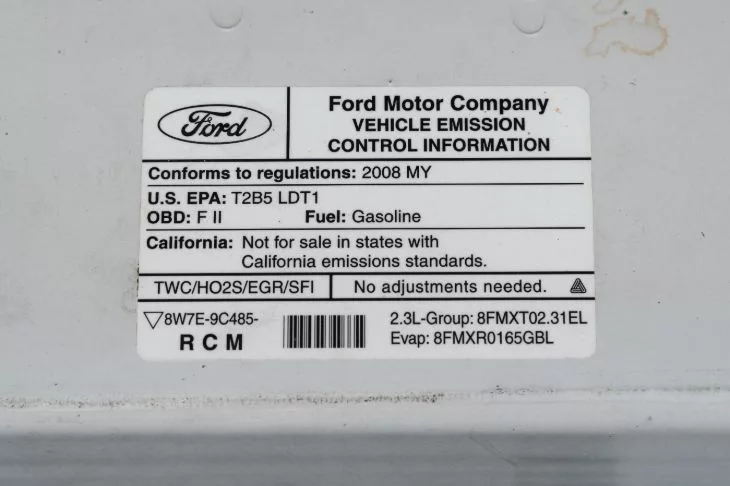 Ford
Ford Motor Company
VEHICLE EMISSION
CONTROL INFORMATION
Conforms to regulations: 2008 MY
U.S. EPA: T2B5 LDT1
OBD: F II Fuel: Gasoline
California: Not for sale in states with
California emissions standards.
TWC/HO2S/EGR/SFI No adjustments needed.
▽8W7E-9C485-
R C M
2.3L-Group: 8FMXT02.31EL
Evap: 8FMXR0165GBL